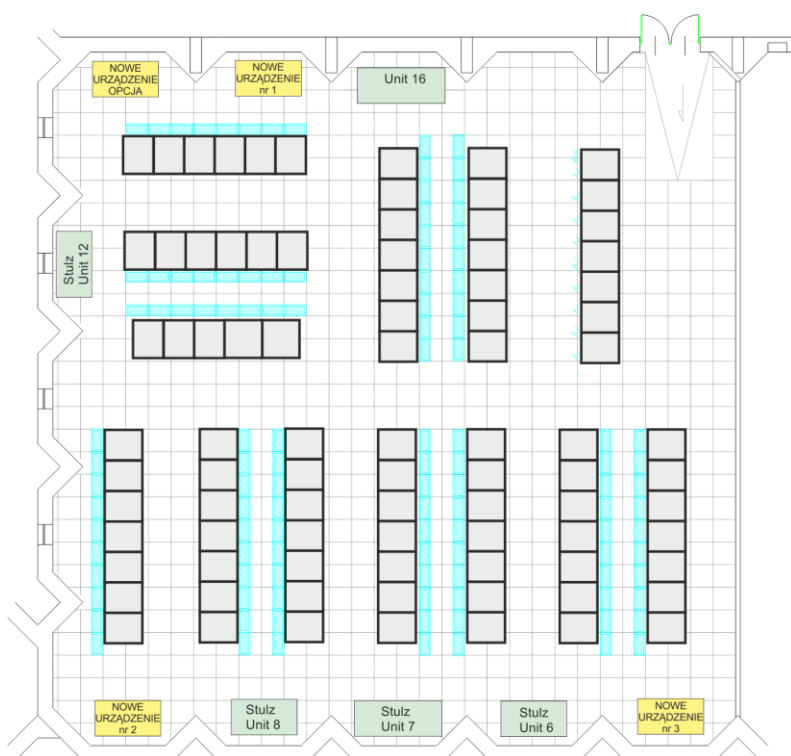 NOWE
URZĄDZENIE
OPCJA
NOWE
URZĄDZENIE
nr 1
Unit 16
Stulz
Unit 12
NOWE
URZĄDZENIE
nr 2
Stulz
Unit 8
Stulz
Unit 7
Stulz
Unit 6
NOWE
URZĄDZENIE
nr 3